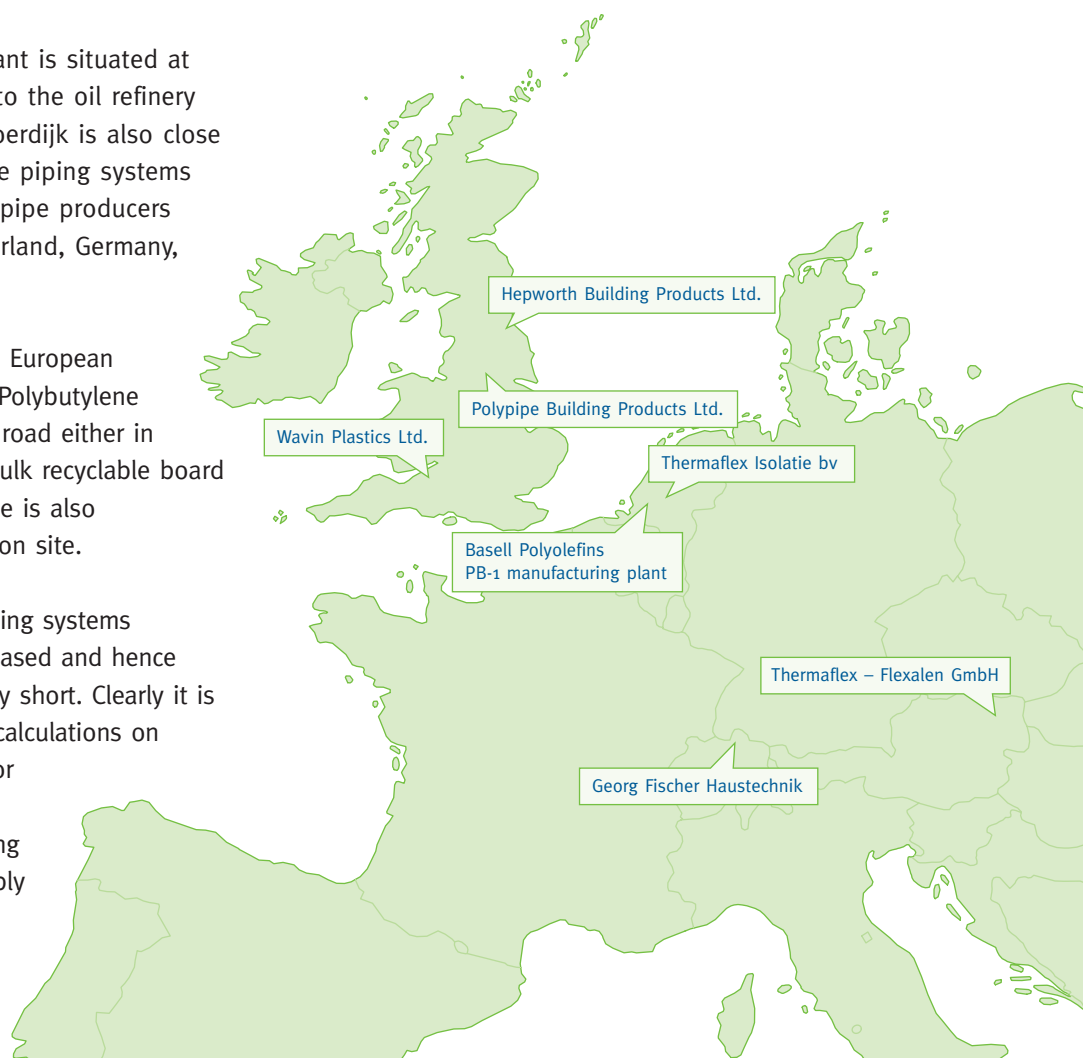 ant is situated at
to the oil refinery
oerdijk is also close
e piping systems
pipe producers
rland, Germany,
European
Polybutylene
road either in
ulk recyclable board
e is also
on site.
ing systems
ased and hence
y short. Clearly it is
calculations on
or
ng
bly
Hepworth Building Products Ltd.
Polypipe Building Products Ltd.
Wavin Plastics Ltd.
Thermaflex Isolatie bv
Basell Polyolefins
PB-1 manufacturing plant
Thermaflex – Flexalen GmbH
Georg Fischer Haustechnik